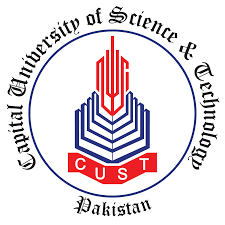 Capital University of Science & Technology
CUST
Pakistan